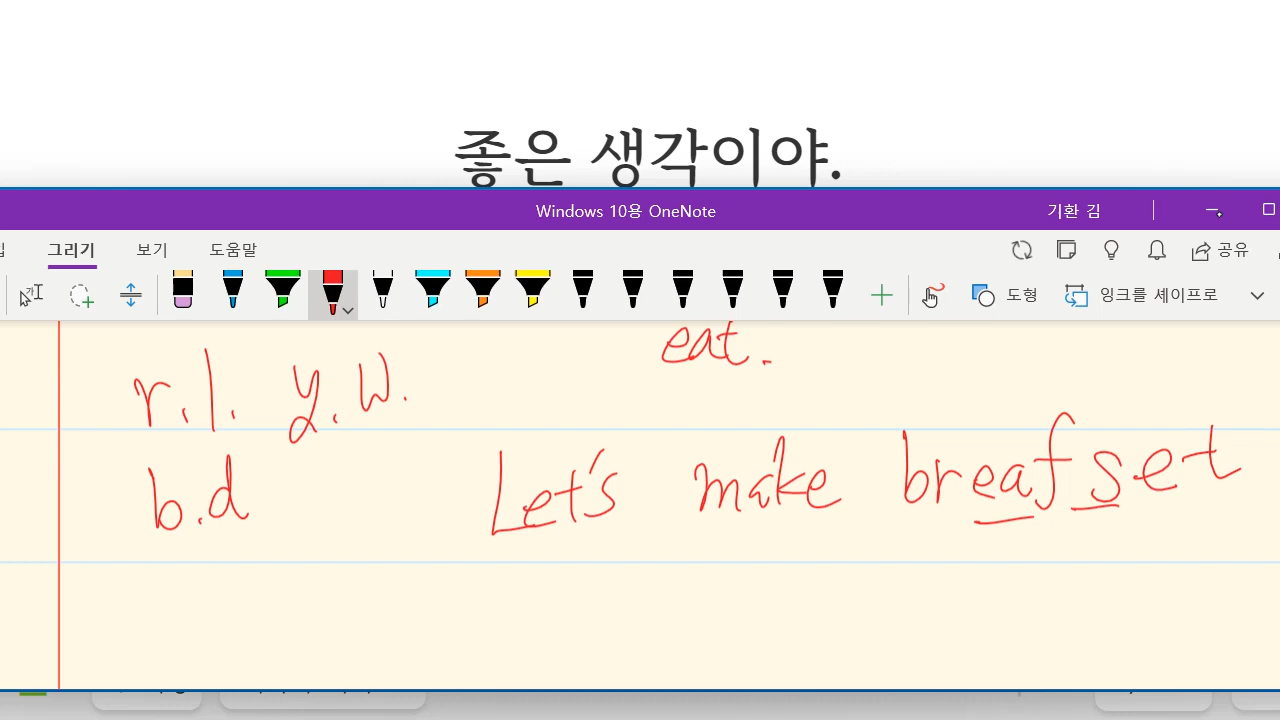 좋은 생각이야.
Windows 10용 OneNote 기환 김
그리기 보기 도움말 공유
도형 잉크를 셰이프로
eat.
r.l. y.w.
b.d Let's make breafset